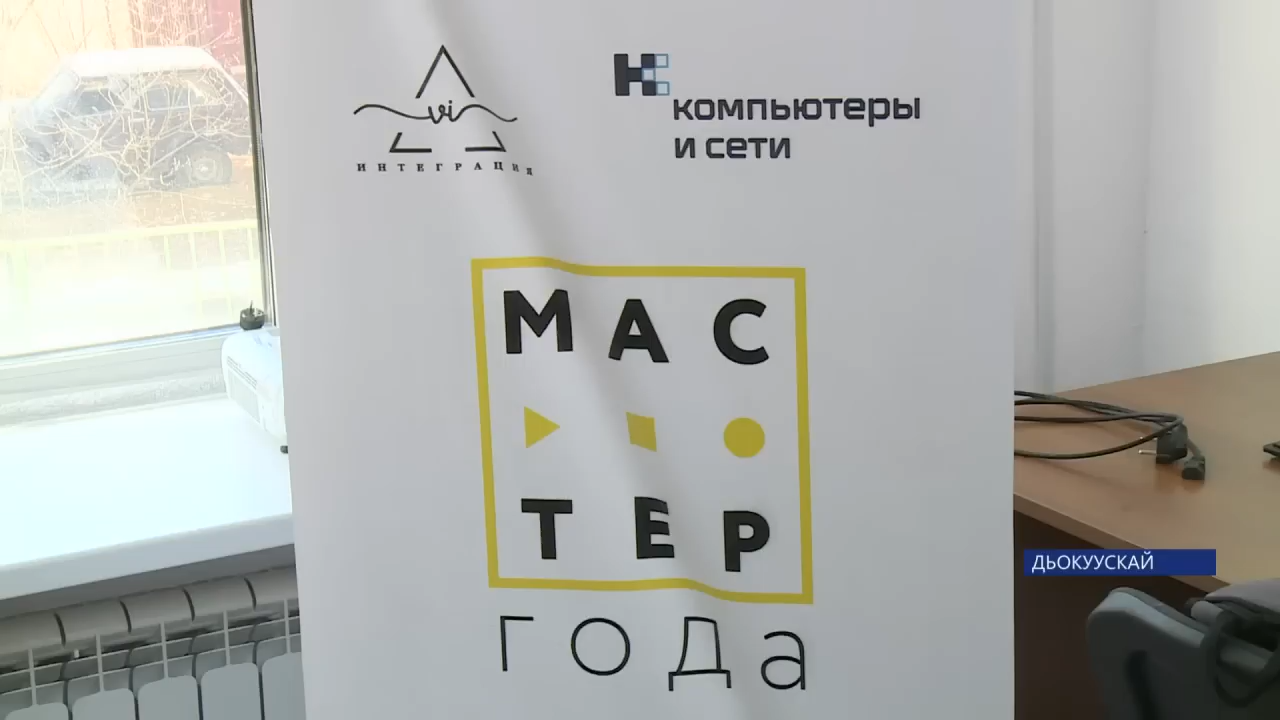 vi
ИНТЕГРАЦИЯ
компьютеры
и сети
МАС
ТЕР
года
ДЬОКУУСКАЙ